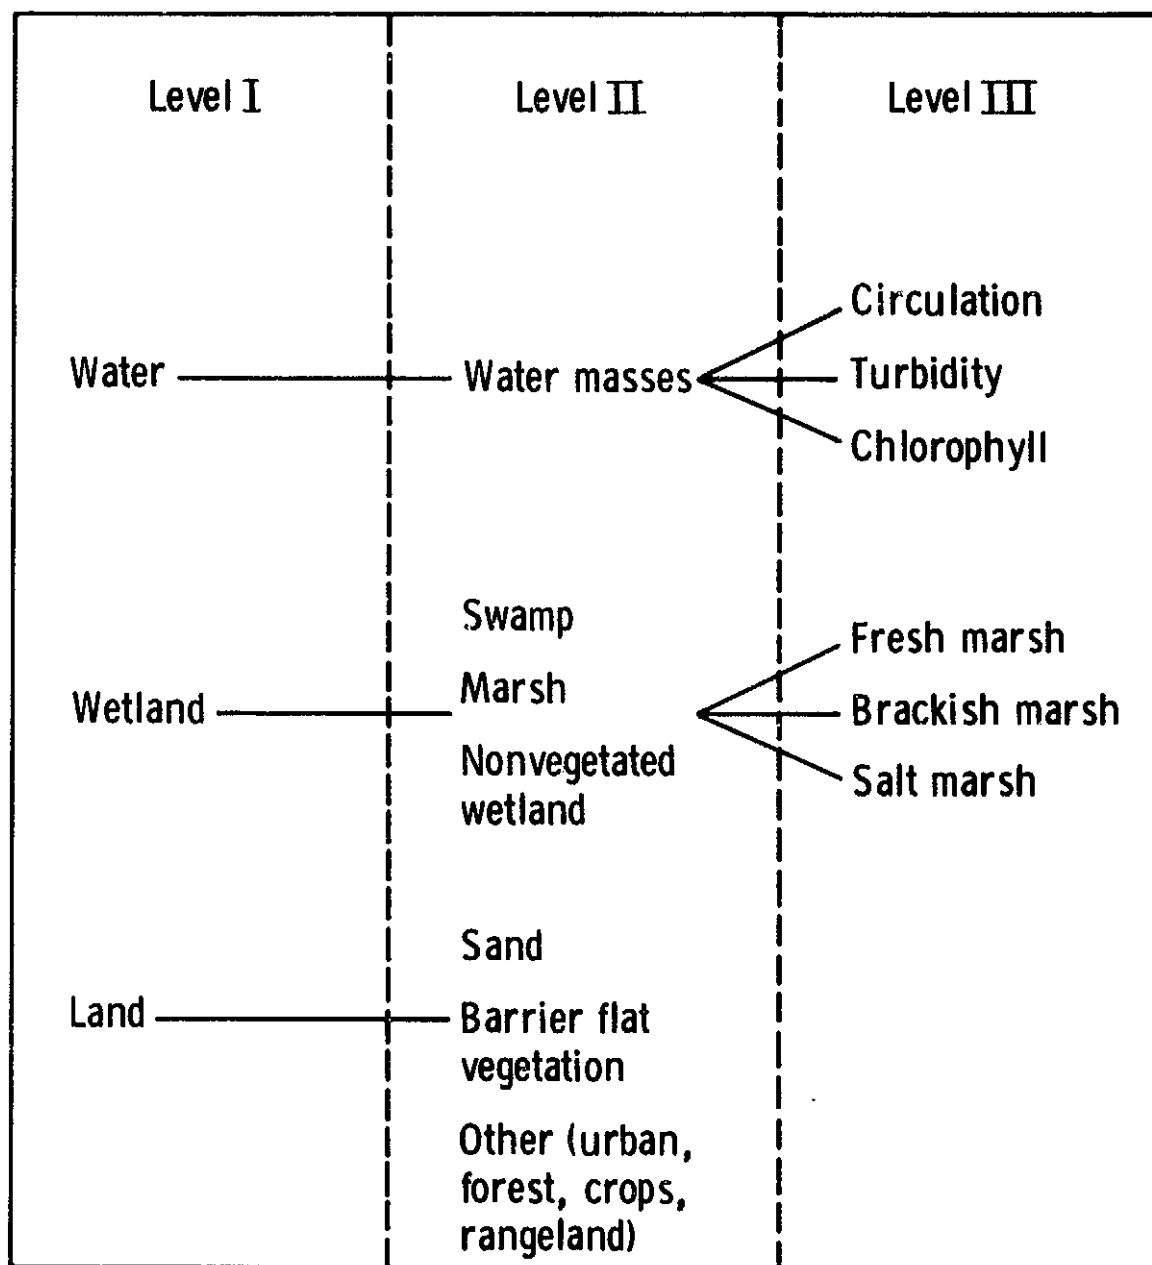 Level I
Level II
Level III
Water
Water masses
Circulation
Turbidity
Chlorophyll
Wetland
Swamp
Marsh
Nonvegetated
wetland
Fresh marsh
Brackish marsh
Salt marsh
Land
Sand
Barrier flat
vegetation
Other (urban,
forest, crops,
rangeland)